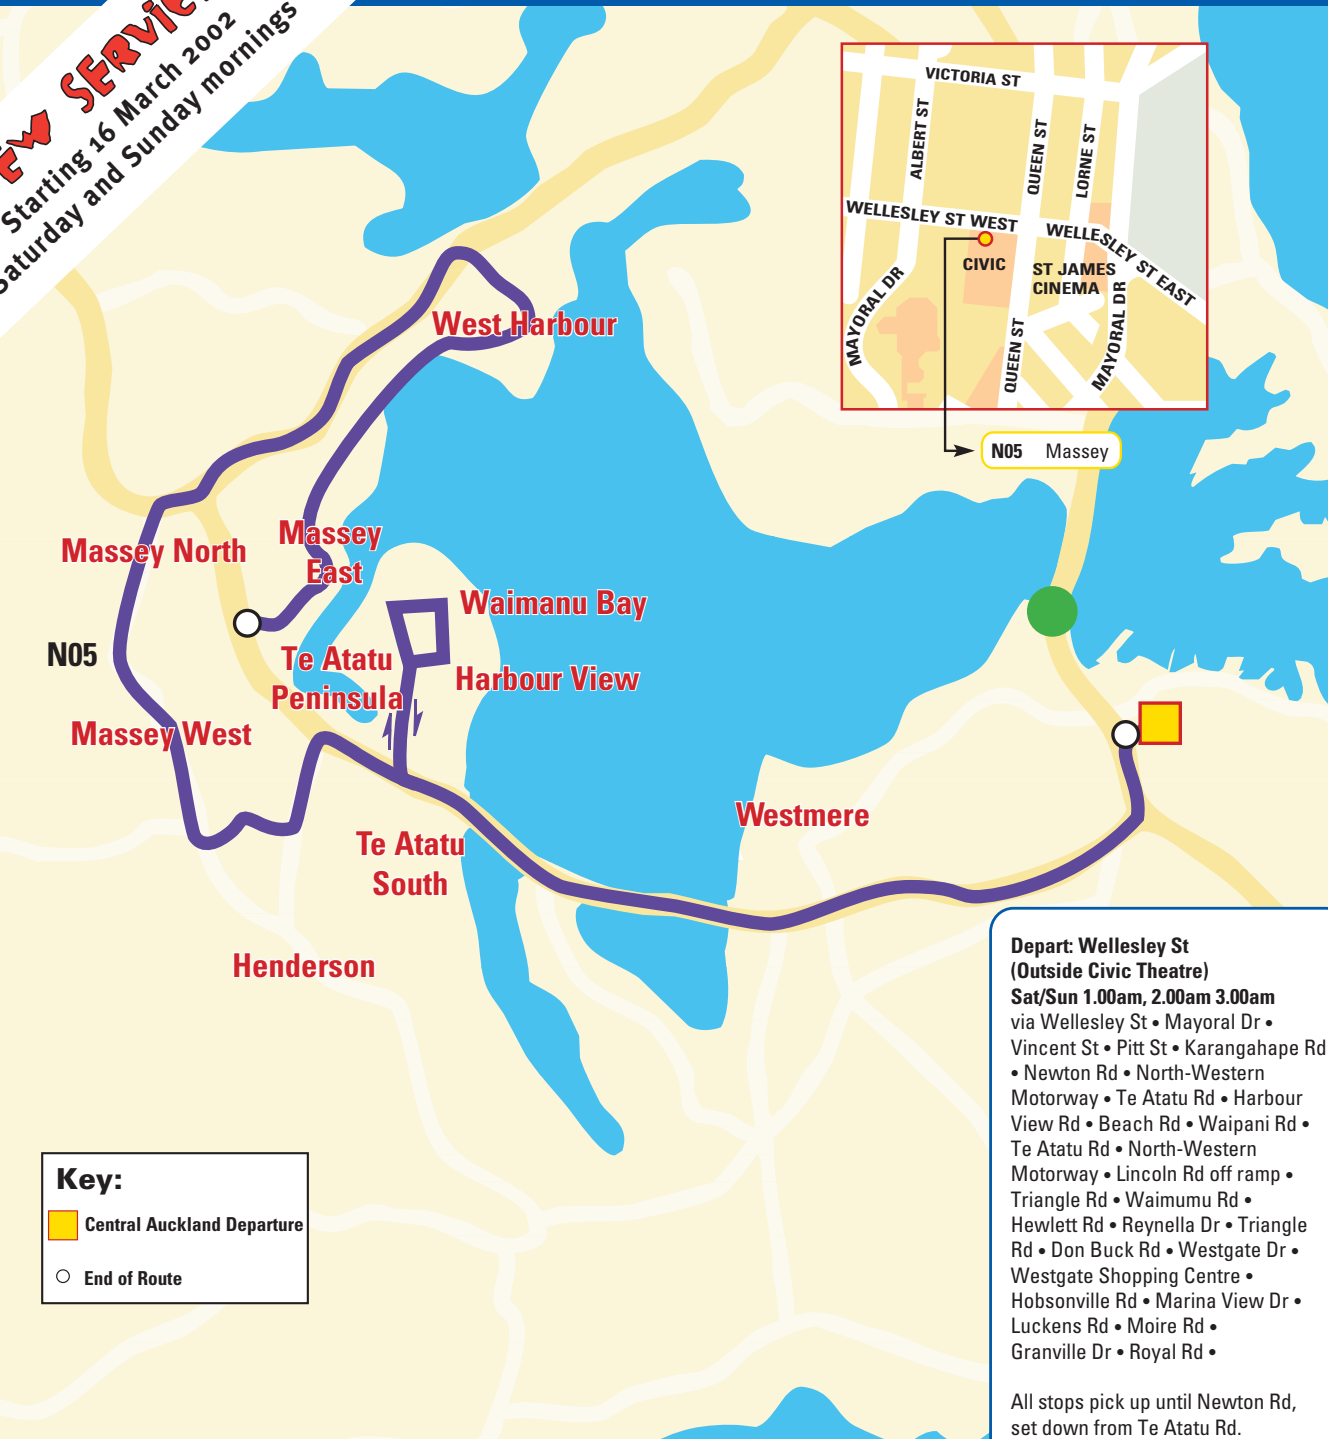 SERVICE
Starting 16 March 2002
Saturday and Sunday mornings
VICTORIA ST
ALBERT ST
QUEEN ST
LORNE ST
WELLESLEY ST WEST
WELLESLEY ST EAST
CIVIC
ST JAMES
CINEMA
MAYORAL DR
QUEEN ST
MAYORAL DR
N05 Massey
West Harbour
Massey North
Massey
East
Waimanu Bay
N05
Te Atatu
Peninsula
Harbour View
Massey West
Westmere
Te Atatu
South
Henderson
Key:
Central Auckland Departure
End of Route
Depart: Wellesley St
(Outside Civic Theatre)
Sat/Sun 1.00am, 2.00am 3.00am
via Wellesley St • Mayoral Dr •
Vincent St • Pitt St • Karangahape Rd
• Newton Rd • North-Western
Motorway • Te Atatu Rd • Harbour
View Rd • Beach Rd • Waipani Rd •
Te Atatu Rd • North-Western
Motorway • Lincoln Rd off ramp •
Triangle Rd • Waimumu Rd •
Hewlett Rd • Reynella Dr • Triangle
Rd • Don Buck Rd • Westgate Dr •
Westgate Shopping Centre •
Hobsonville Rd • Marina View Dr •
Luckens Rd • Moire Rd •
Granville Dr • Royal Rd •
All stops pick up until Newton Rd,
set down from Te Atatu Rd.